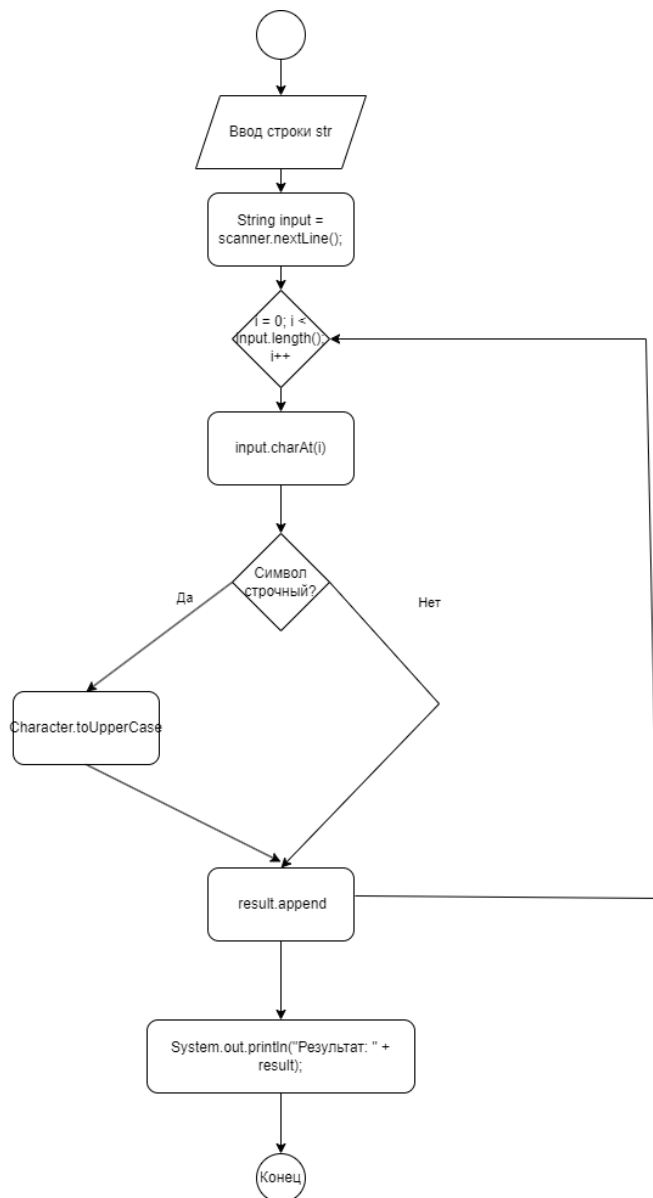 Ввод строки str
String input =
scanner.nextLine();
i = 0; i <
input.length();
i++
input.charAt(i)
Символ
строчный?
Да
Нет
Character.toUpperCase
result.append
System.out.println("Результат: " +
result);
Конец